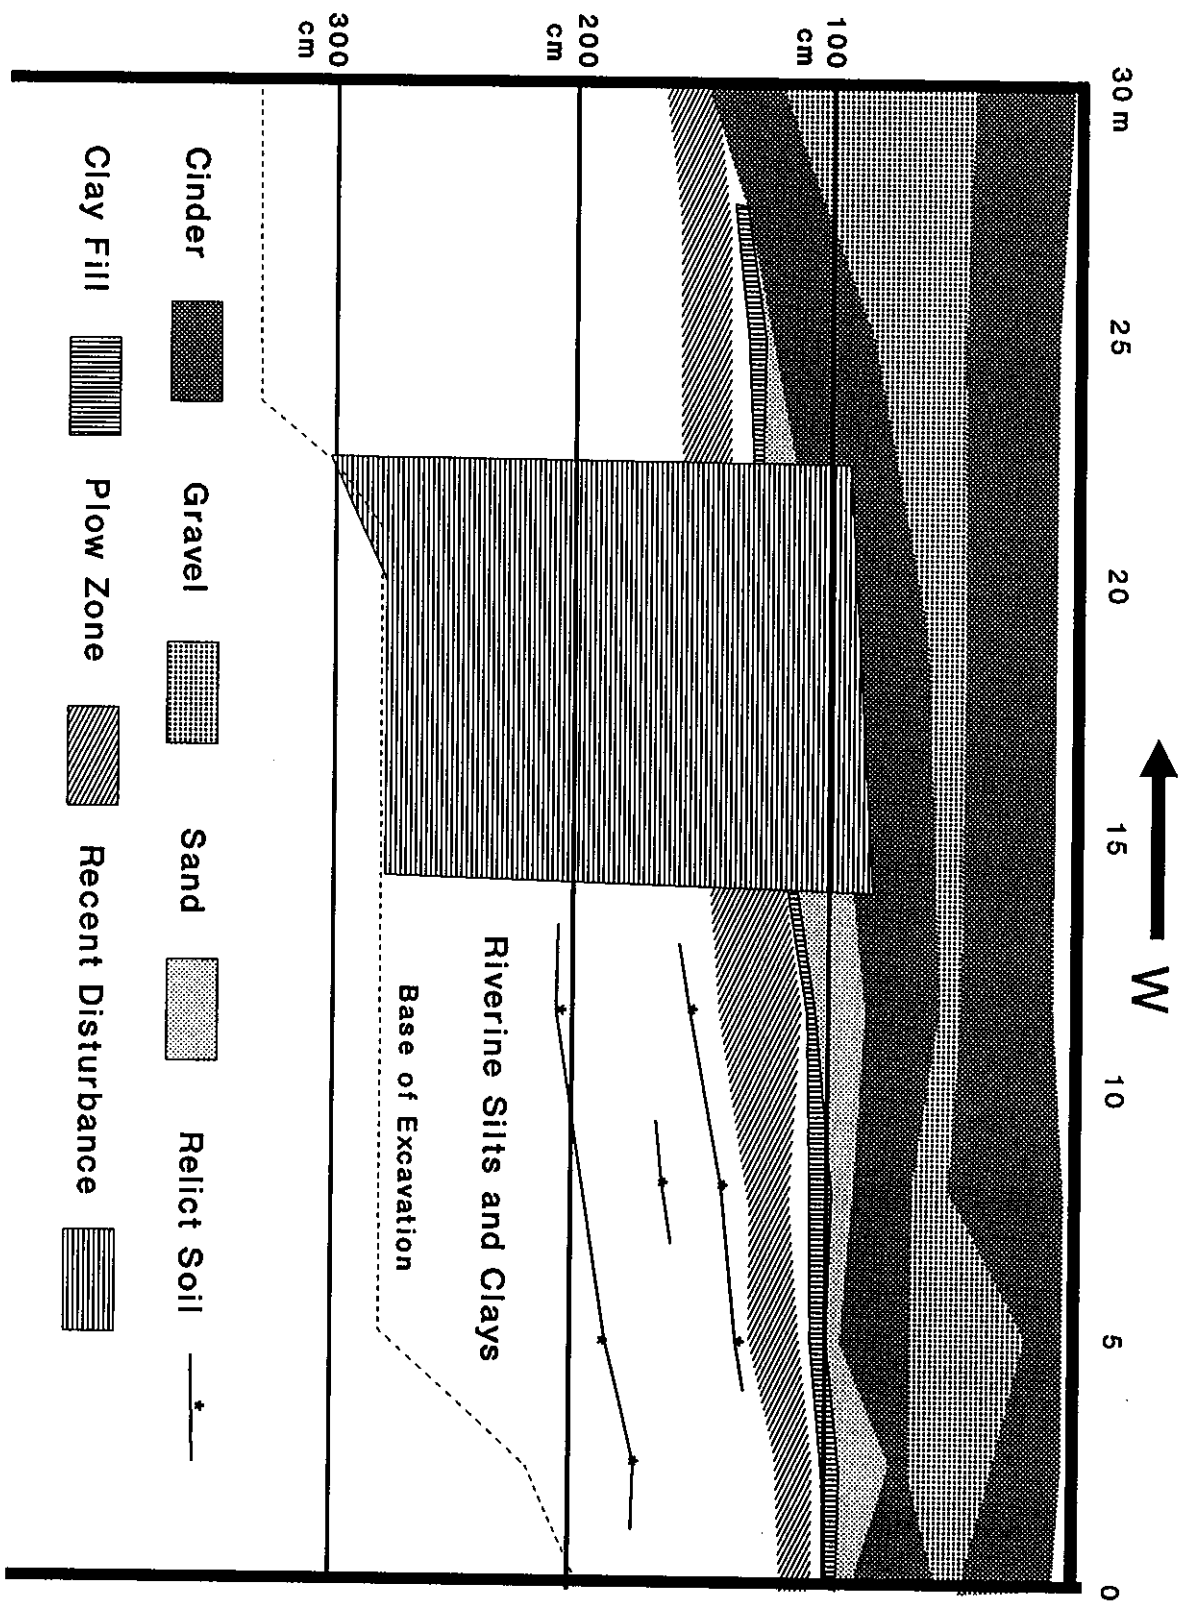 W
30 m 25 20 15 10 5 0
100
cm
200
cm
300
cm
Riverine Silts and Clays
Base of Excavation
Cinder Gravel Sand Relict Soil
Clay Fill Plow Zone Recent Disturbance